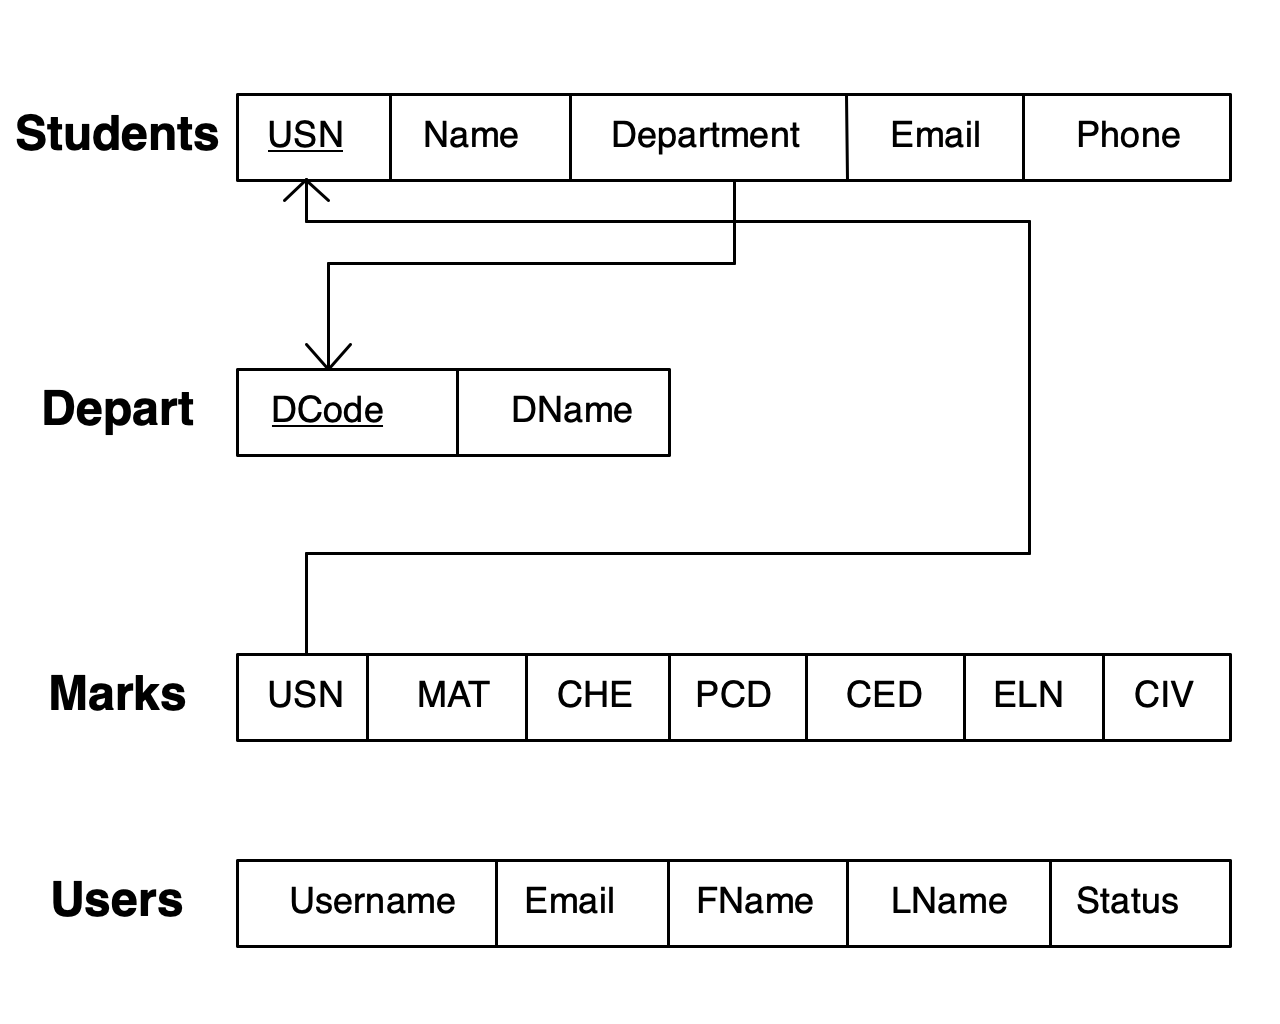 Students USN Name Department Email Phone
Depart DCode DName
Marks USN MAT CHE PCD CED ELN CIV
Users Username Email FName LName Status